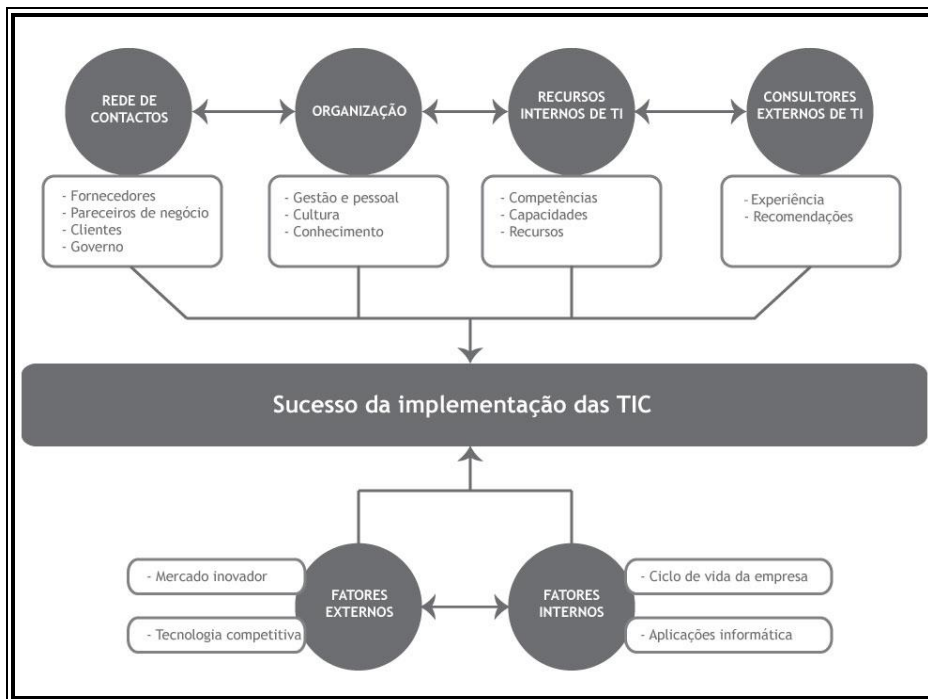 REDE DE
CONTACTOS
ORGANIZAÇÃO
RECURSOS
INTERNOS DE TI
CONSULTORES
EXTERNOS DE TI
- Fornecedores
- Pareceiros de negócio
- Clientes
- Governo
- Gestão e pessoal
- Cultura
- Conhecimento
- Competências
- Capacidades
- Recursos
- Experiência
- Recomendações
Sucesso da implementação das TIC
- Mercado inovador
- Tecnologia competitiva
FATORES
EXTERNOS
FATORES
INTERNOS
- Ciclo de vida da empresa
- Aplicações informática